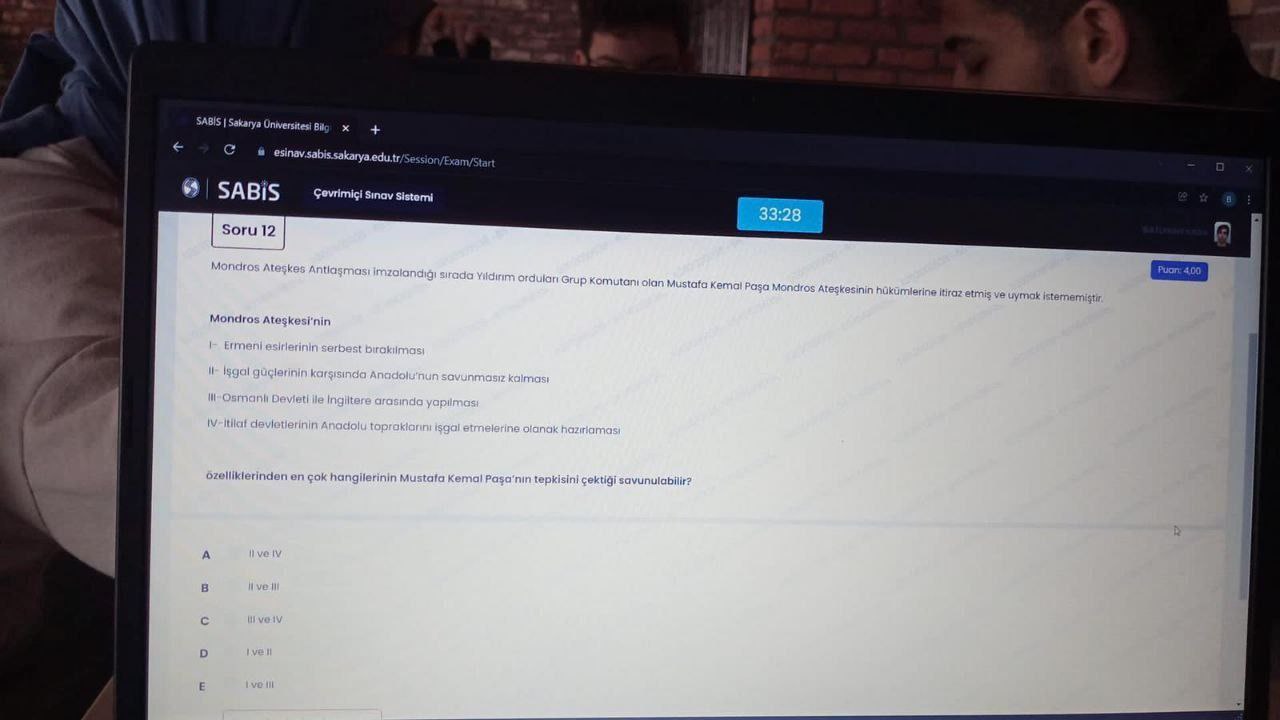 SABİS | Sakarya Üniversitesi Bilg
esinav.sabis.sakarya.edu.tr/Session/Exam/Start
SABİS
Çevrimiçi Sınav Sistemi
33:28
B
Soru 12
Puan: 4,00
Mondros Ateşkes Antlaşması imzalandığı sırada Yıldırım orduları Grup Komutanı olan Mustafa Kemal Paşa Mondros Ateşkesinin hükümlerine itiraz etmiş ve uymak istememiştir.
Mondros Ateşkesi'nin
I- Ermeni esirlerinin serbest bırakılması
II- İşgal güçlerinin karşısında Anadolu'nun savunmasız kalması
III-Osmanlı Devleti ile İngiltere arasında yapılması
IV-İtilaf devletlerinin Anadolu topraklarını işgal etmelerine olanak hazırlaması
özelliklerinden en çok hangilerinin Mustafa Kemal Paşa'nın tepkisini çektiği savunulabilir?
A II ve IV
B II ve III
C III ve IV
D I ve II
E I ve III